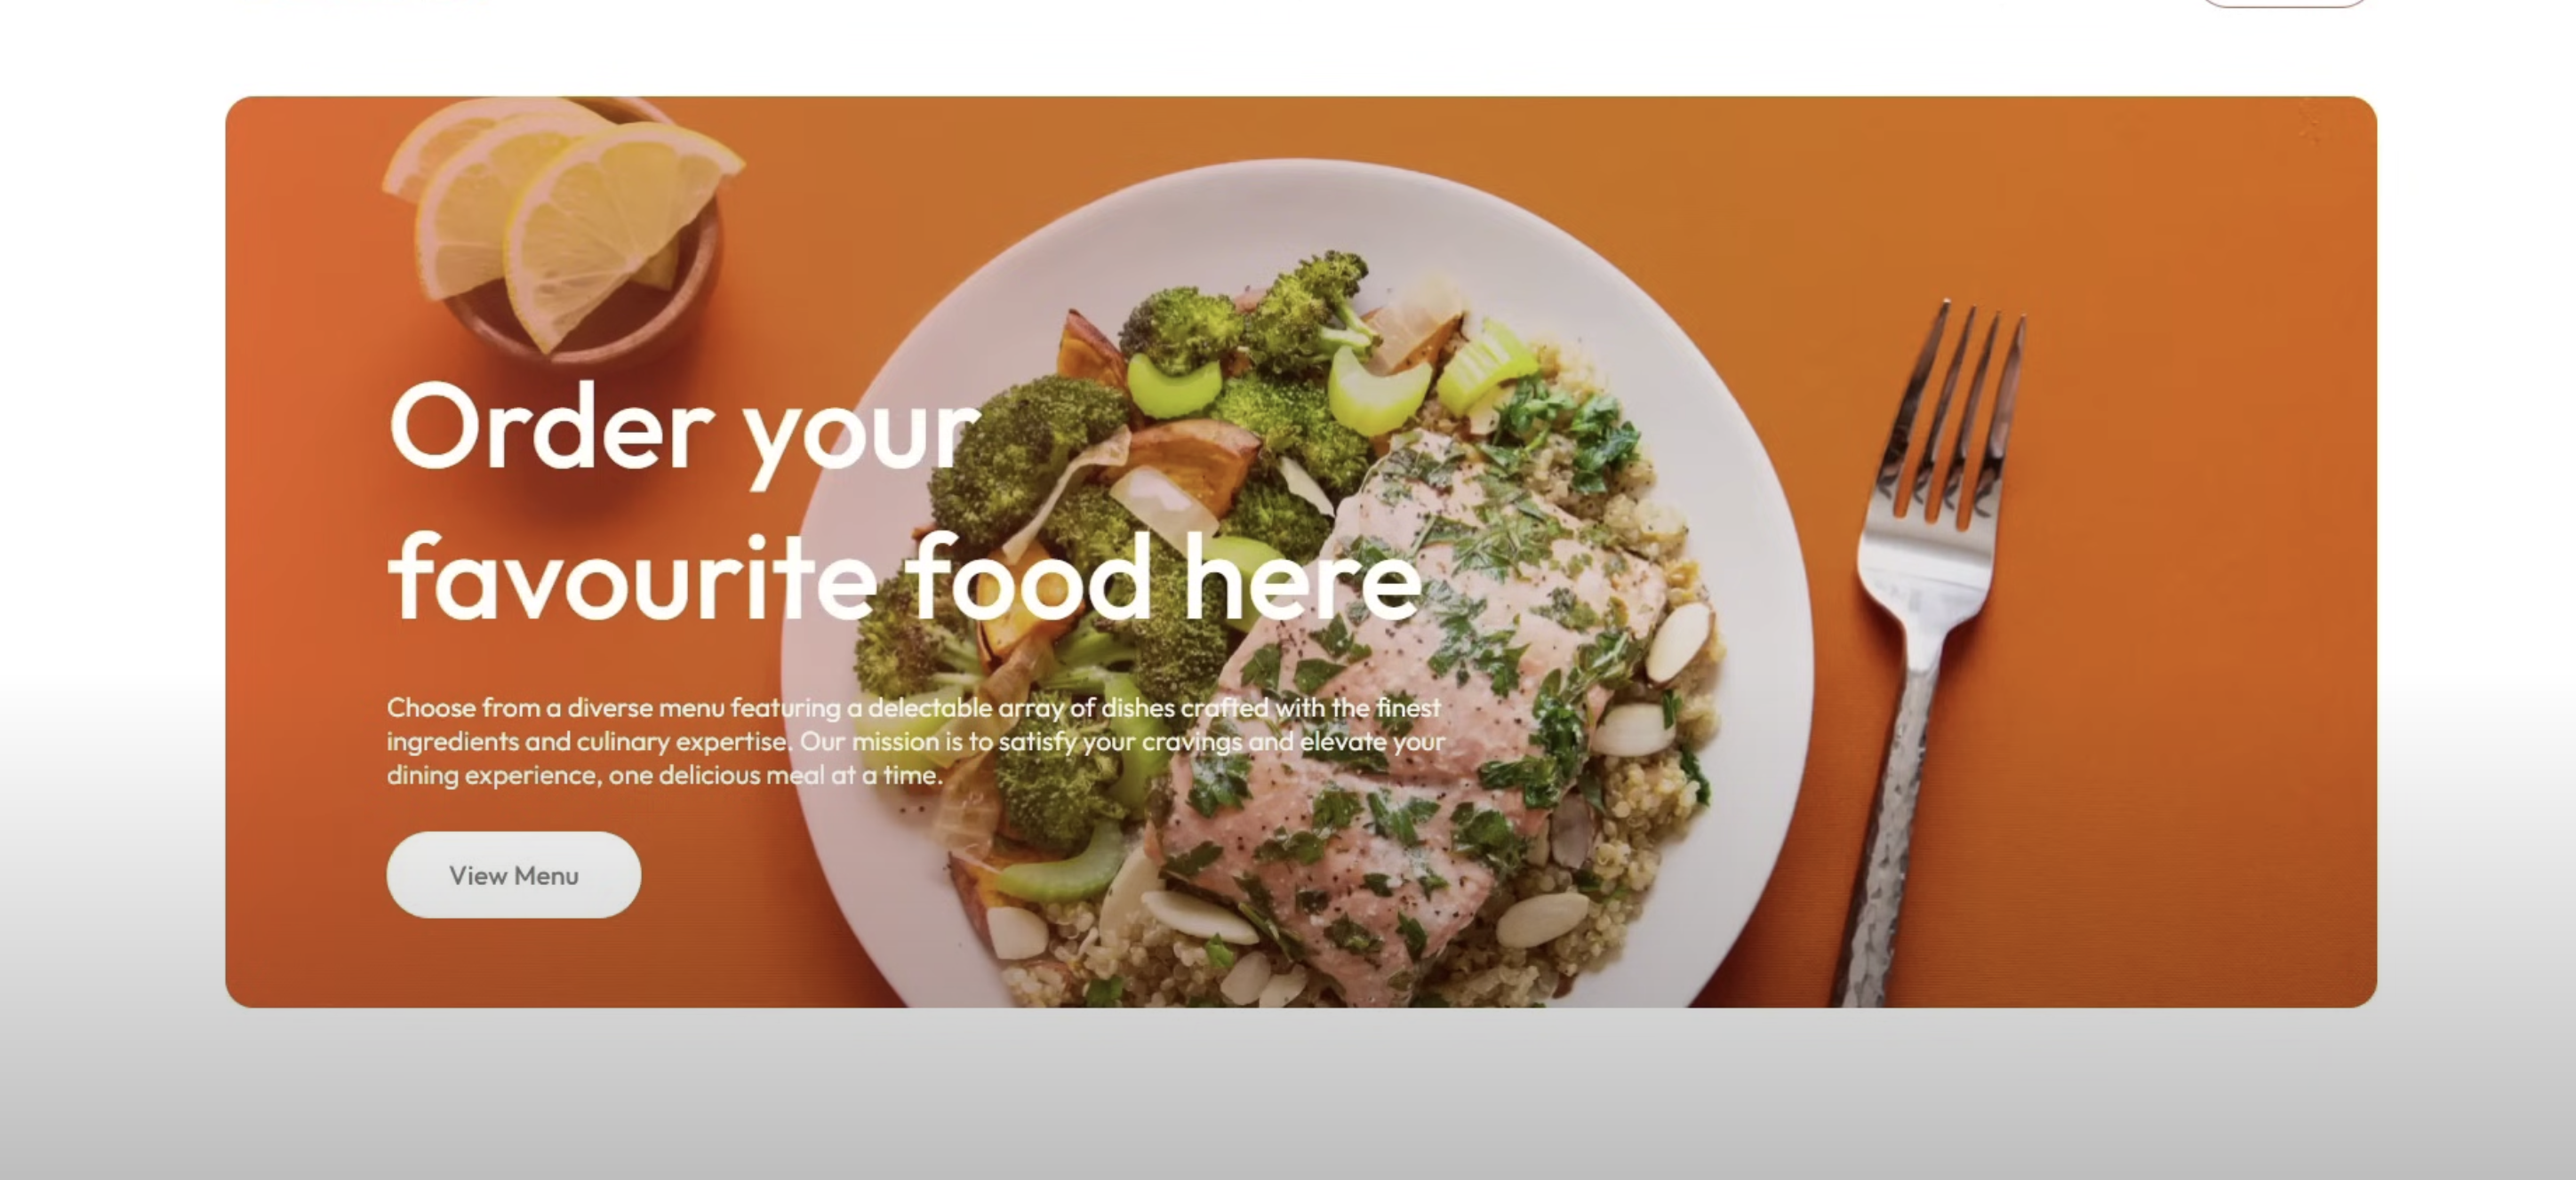 Order your
favourite food here
Choose from a diverse menu featuring a delectable array of dishes crafted with the finest
ingredients and culinary expertise. Our mission is to satisfy your cravings and elevate your
dining experience, one delicious meal at a time.
View Menu